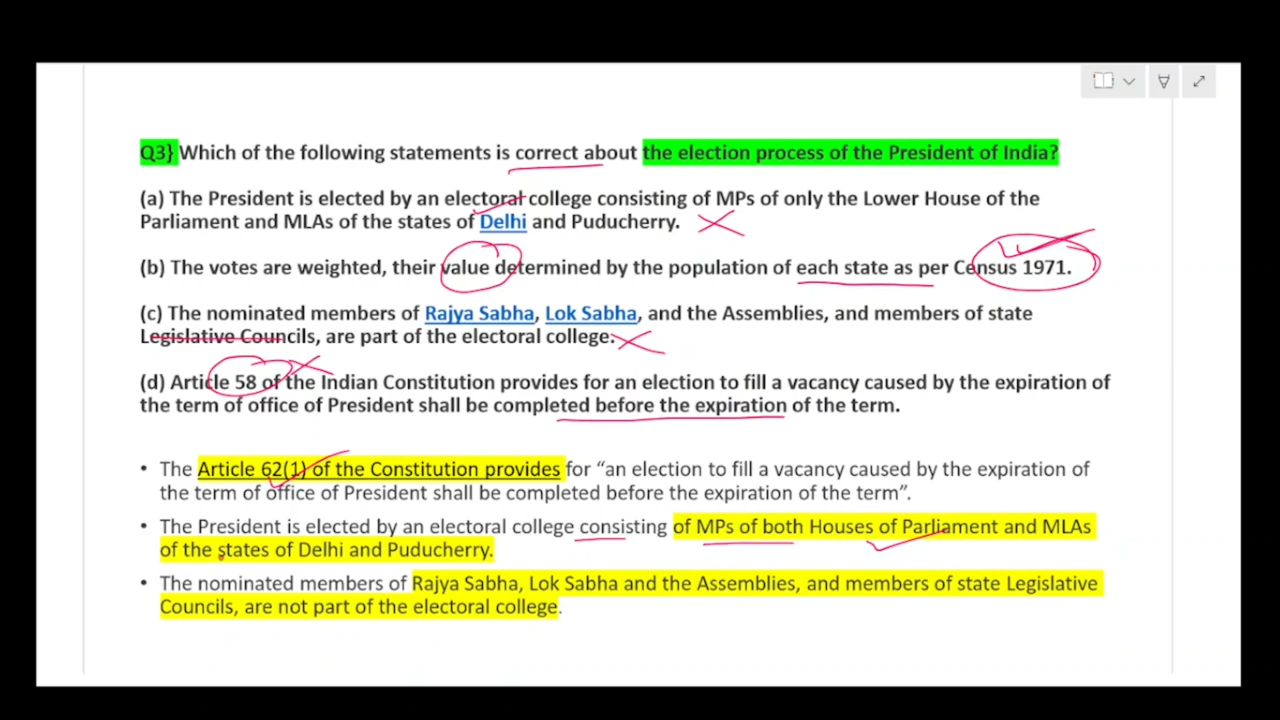 Q3} Which of the following statements is correct about the election process of the President of India?
(a) The President is elected by an electoral college consisting of MPs of only the Lower House of the
Parliament and MLAs of the states of Delhi and Puducherry.
(b) The votes are weighted, their value determined by the population of each state as per Census 1971.
(c) The nominated members of Rajya Sabha, Lok Sabha, and the Assemblies, and members of state
Legislative Councils, are part of the electoral college.
(d) Article 58 of the Indian Constitution provides for an election to fill a vacancy caused by the expiration of
the term of office of President shall be completed before the expiration of the term.
• The Article 62(1) of the Constitution provides for “an election to fill a vacancy caused by the expiration of
the term of office of President shall be completed before the expiration of the term”.
• The President is elected by an electoral college consisting of MPs of both Houses of Parliament and MLAs
of the states of Delhi and Puducherry.
• The nominated members of Rajya Sabha, Lok Sabha and the Assemblies, and members of state Legislative
Councils, are not part of the electoral college.